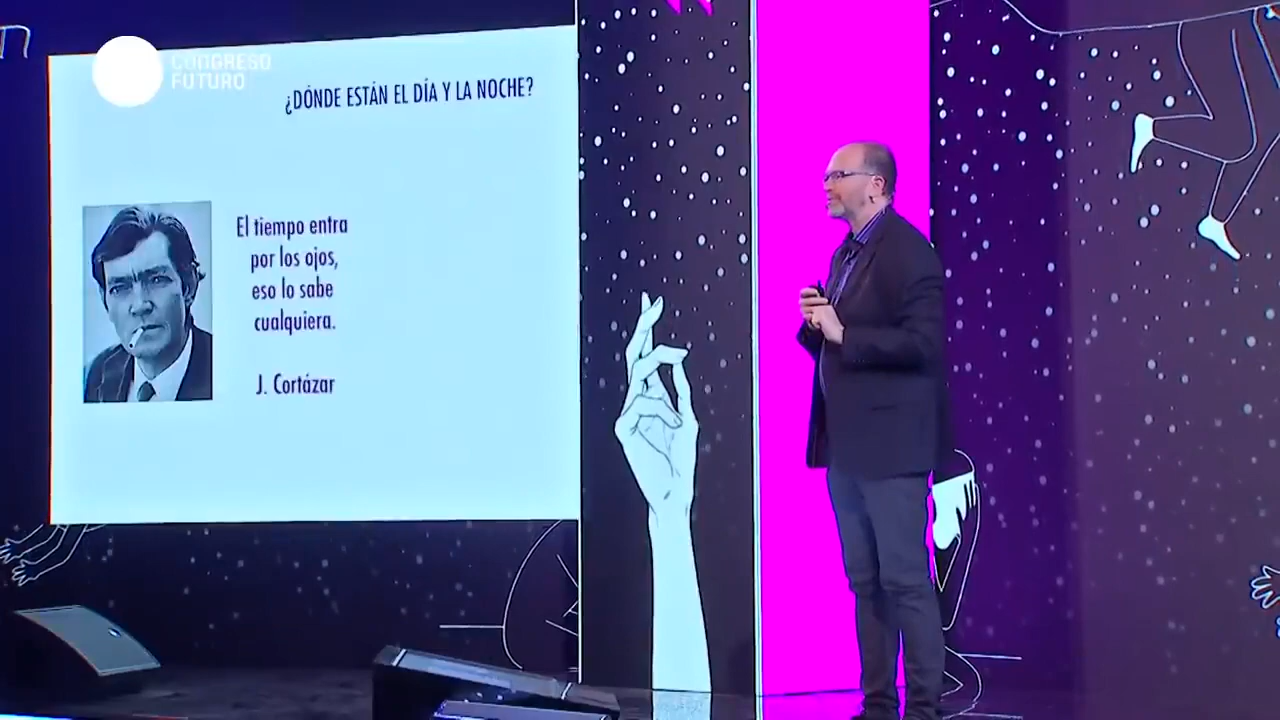 CONGRESO
FUTURO
¿DÓNDE ESTÁN EL DÍA Y LA NOCHE?
El tiempo entra
por los ojos,
eso lo sabe
cualquiera.
J. Cortázar